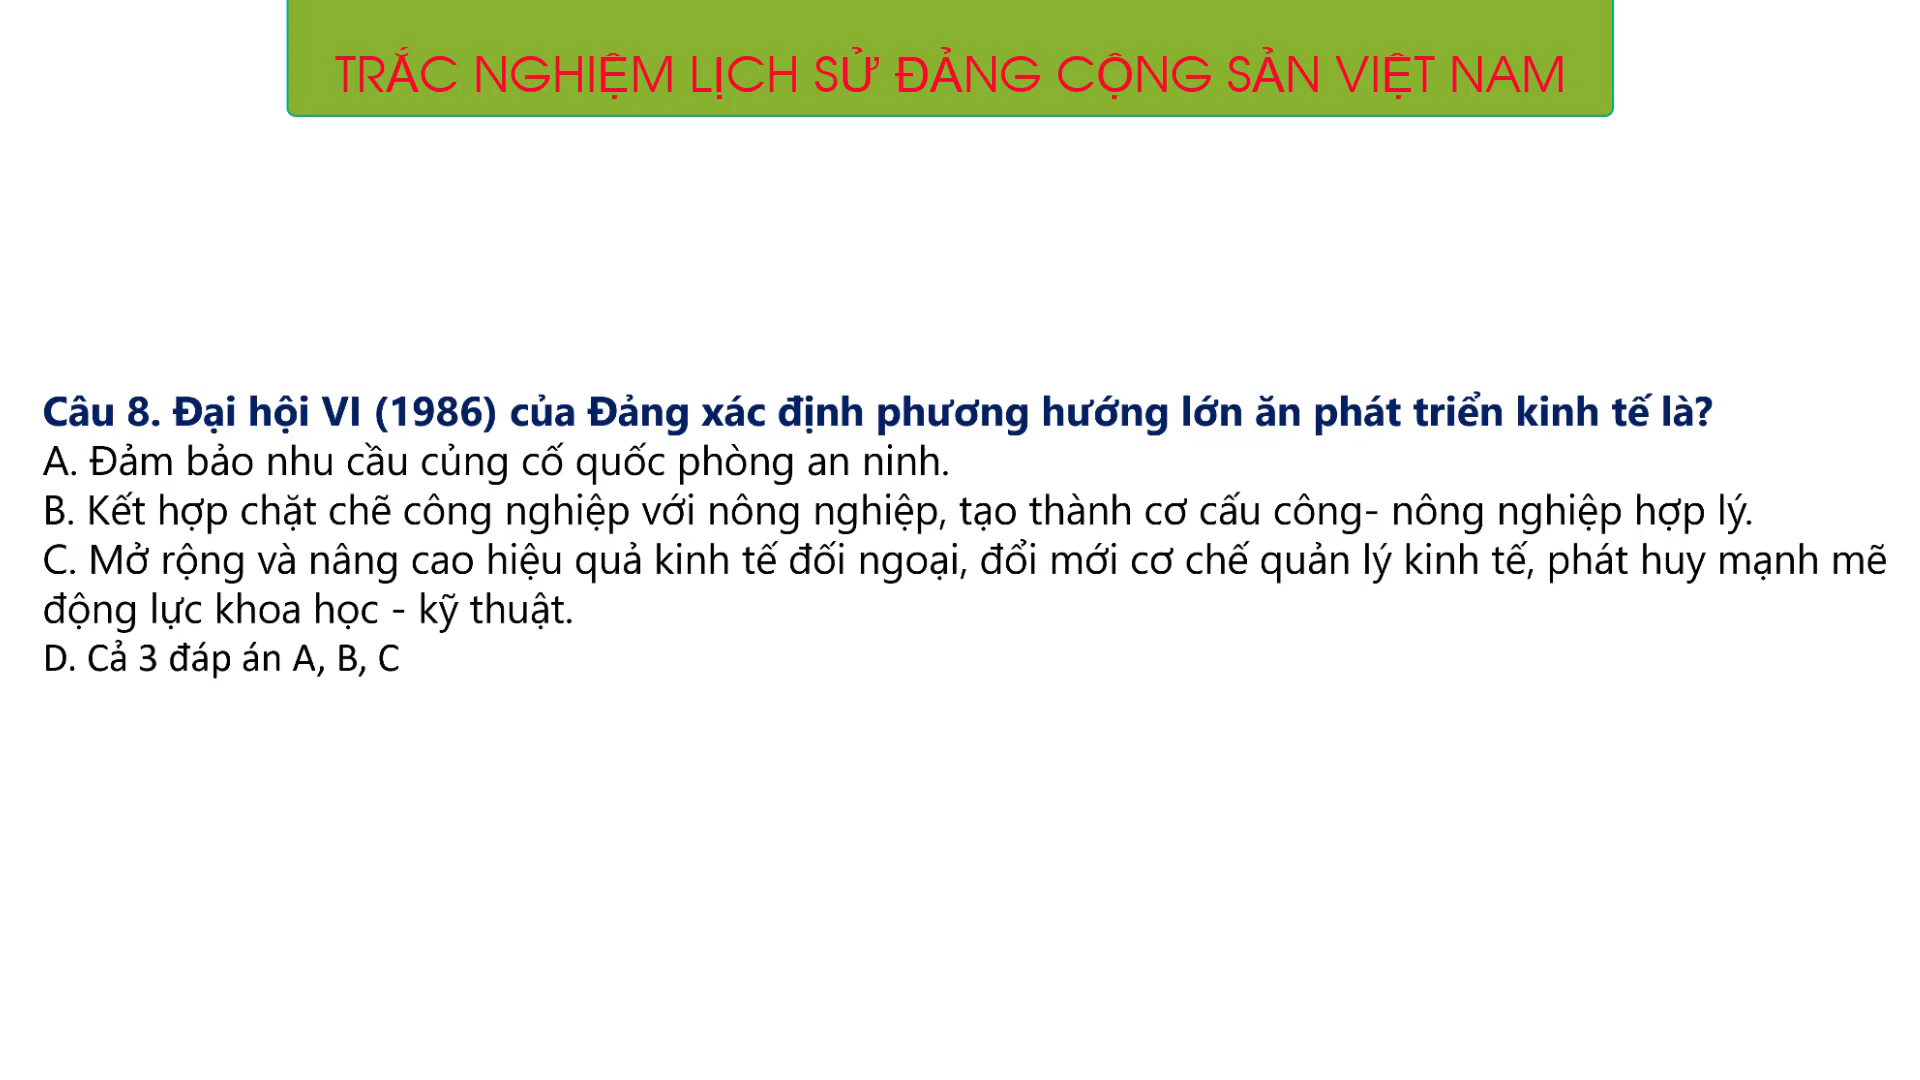 TRẮC NGHIỆM LỊCH SỬ ĐẢNG CỘNG SẢN VIỆT NAM
Câu 8. Đại hội VI (1986) của Đảng xác định phương hướng lớn ăn phát triển kinh tế là?
A. Đảm bảo nhu cầu củng cố quốc phòng an ninh.
B. Kết hợp chặt chẽ công nghiệp với nông nghiệp, tạo thành cơ cấu công- nông nghiệp hợp lý.
C. Mở rộng và nâng cao hiệu quả kinh tế đối ngoại, đổi mới cơ chế quản lý kinh tế, phát huy mạnh mẽ
động lực khoa học - kỹ thuật.
D. Cả 3 đáp án A, B, C